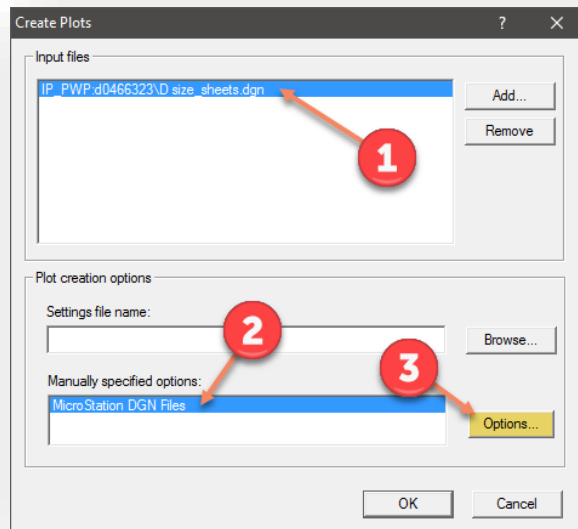 Create Plots ? ×
Input files
IP_PWP:d0466323\D size_sheets.dgn
Add...
1
Remove
Plot creation options
Settings file name:
2
Browse...
3
Manually specified options:
MicroStation DGN Files
Options...
OK Cancel